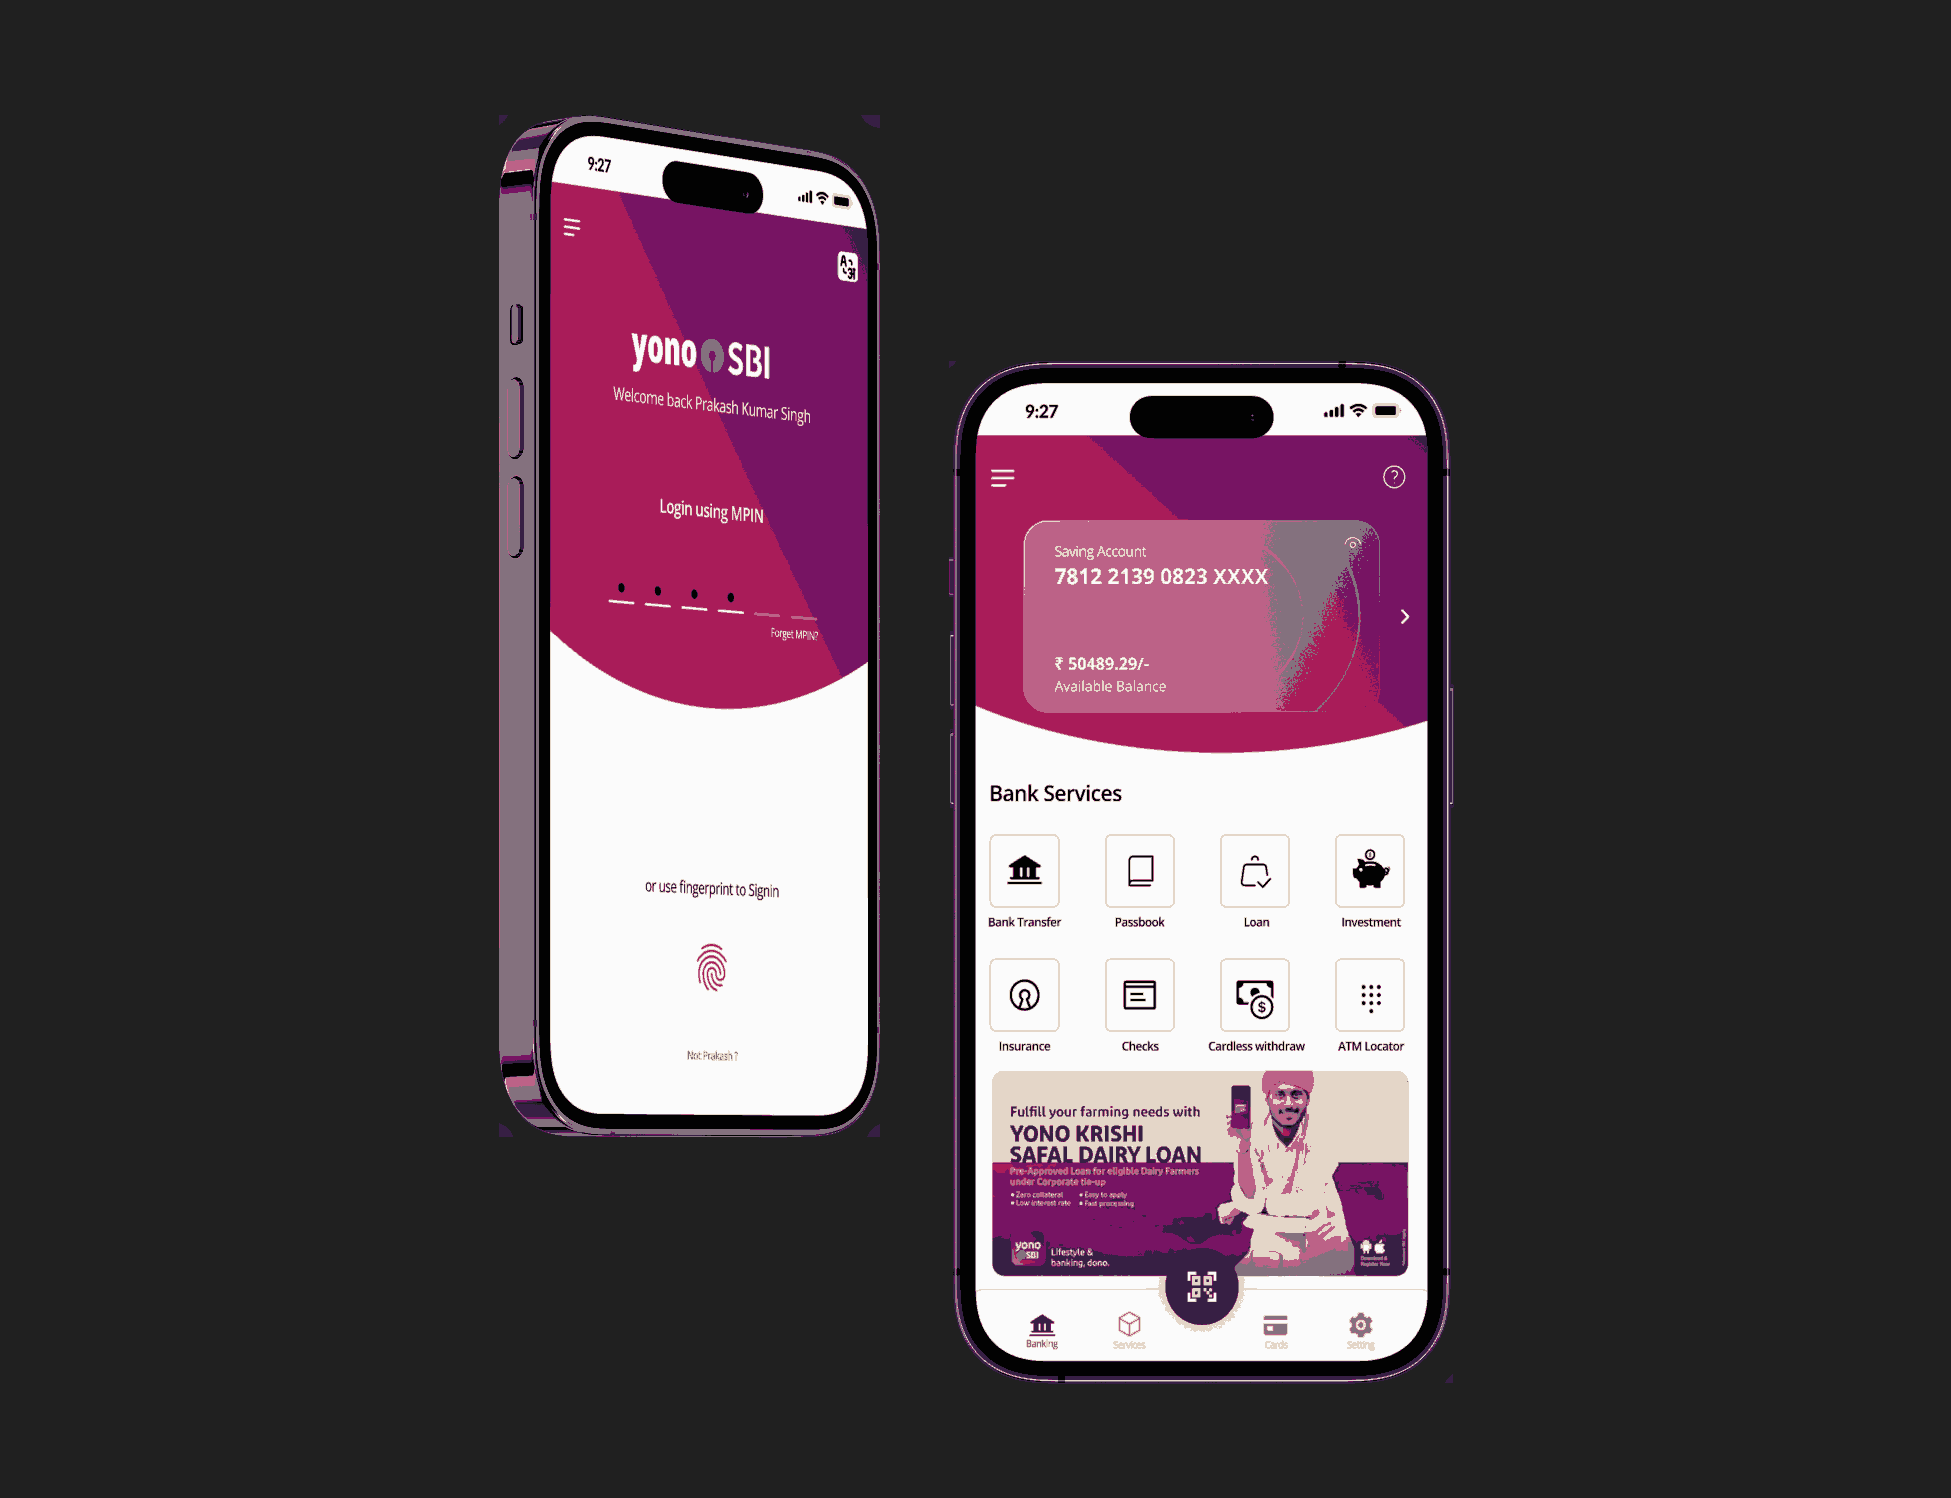 9:27
yono SBI
Welcome back Prakash Kumar Singh
Login using MPIN
Forget MPIN?
or use fingerprint to Signin
Not Prakash ?
9:27
Saving Account
7812 2139 0823 XXXX
₹ 50489.29/-
Available Balance
Bank Services
Bank Transfer Passbook Loan Investment
Insurance Checks Cardless withdraw ATM Locator
Fulfill your farming needs with
YONO KRISHI
SAFAL DAIRY LOAN
Pre-Approved Loan for eligible Dairy Farmers
under Corporate tie-up
• Zero collateral • Easy to apply
• Low interest rate • Fast processing
yono
SBI
Lifestyle &
banking, dono.
Download &
Register Now
Banking Services Cards Setting